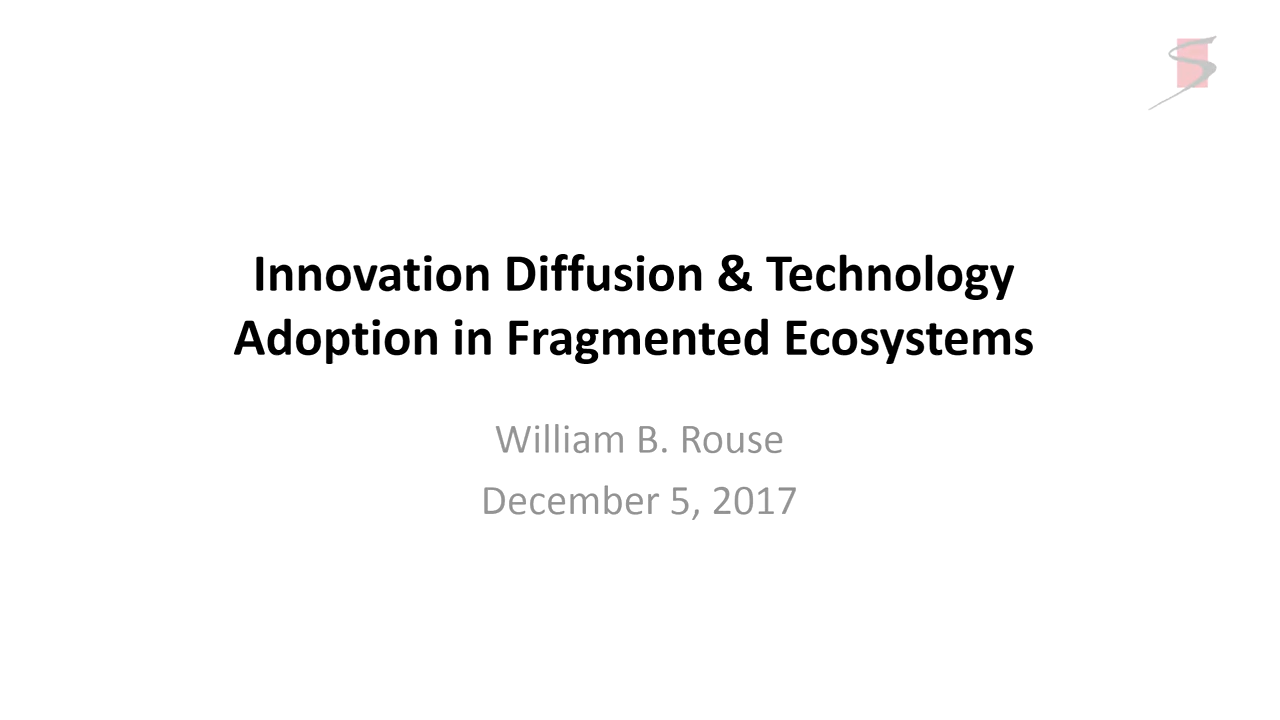 Innovation Diffusion & Technology
Adoption in Fragmented Ecosystems
William B. Rouse
December 5, 2017